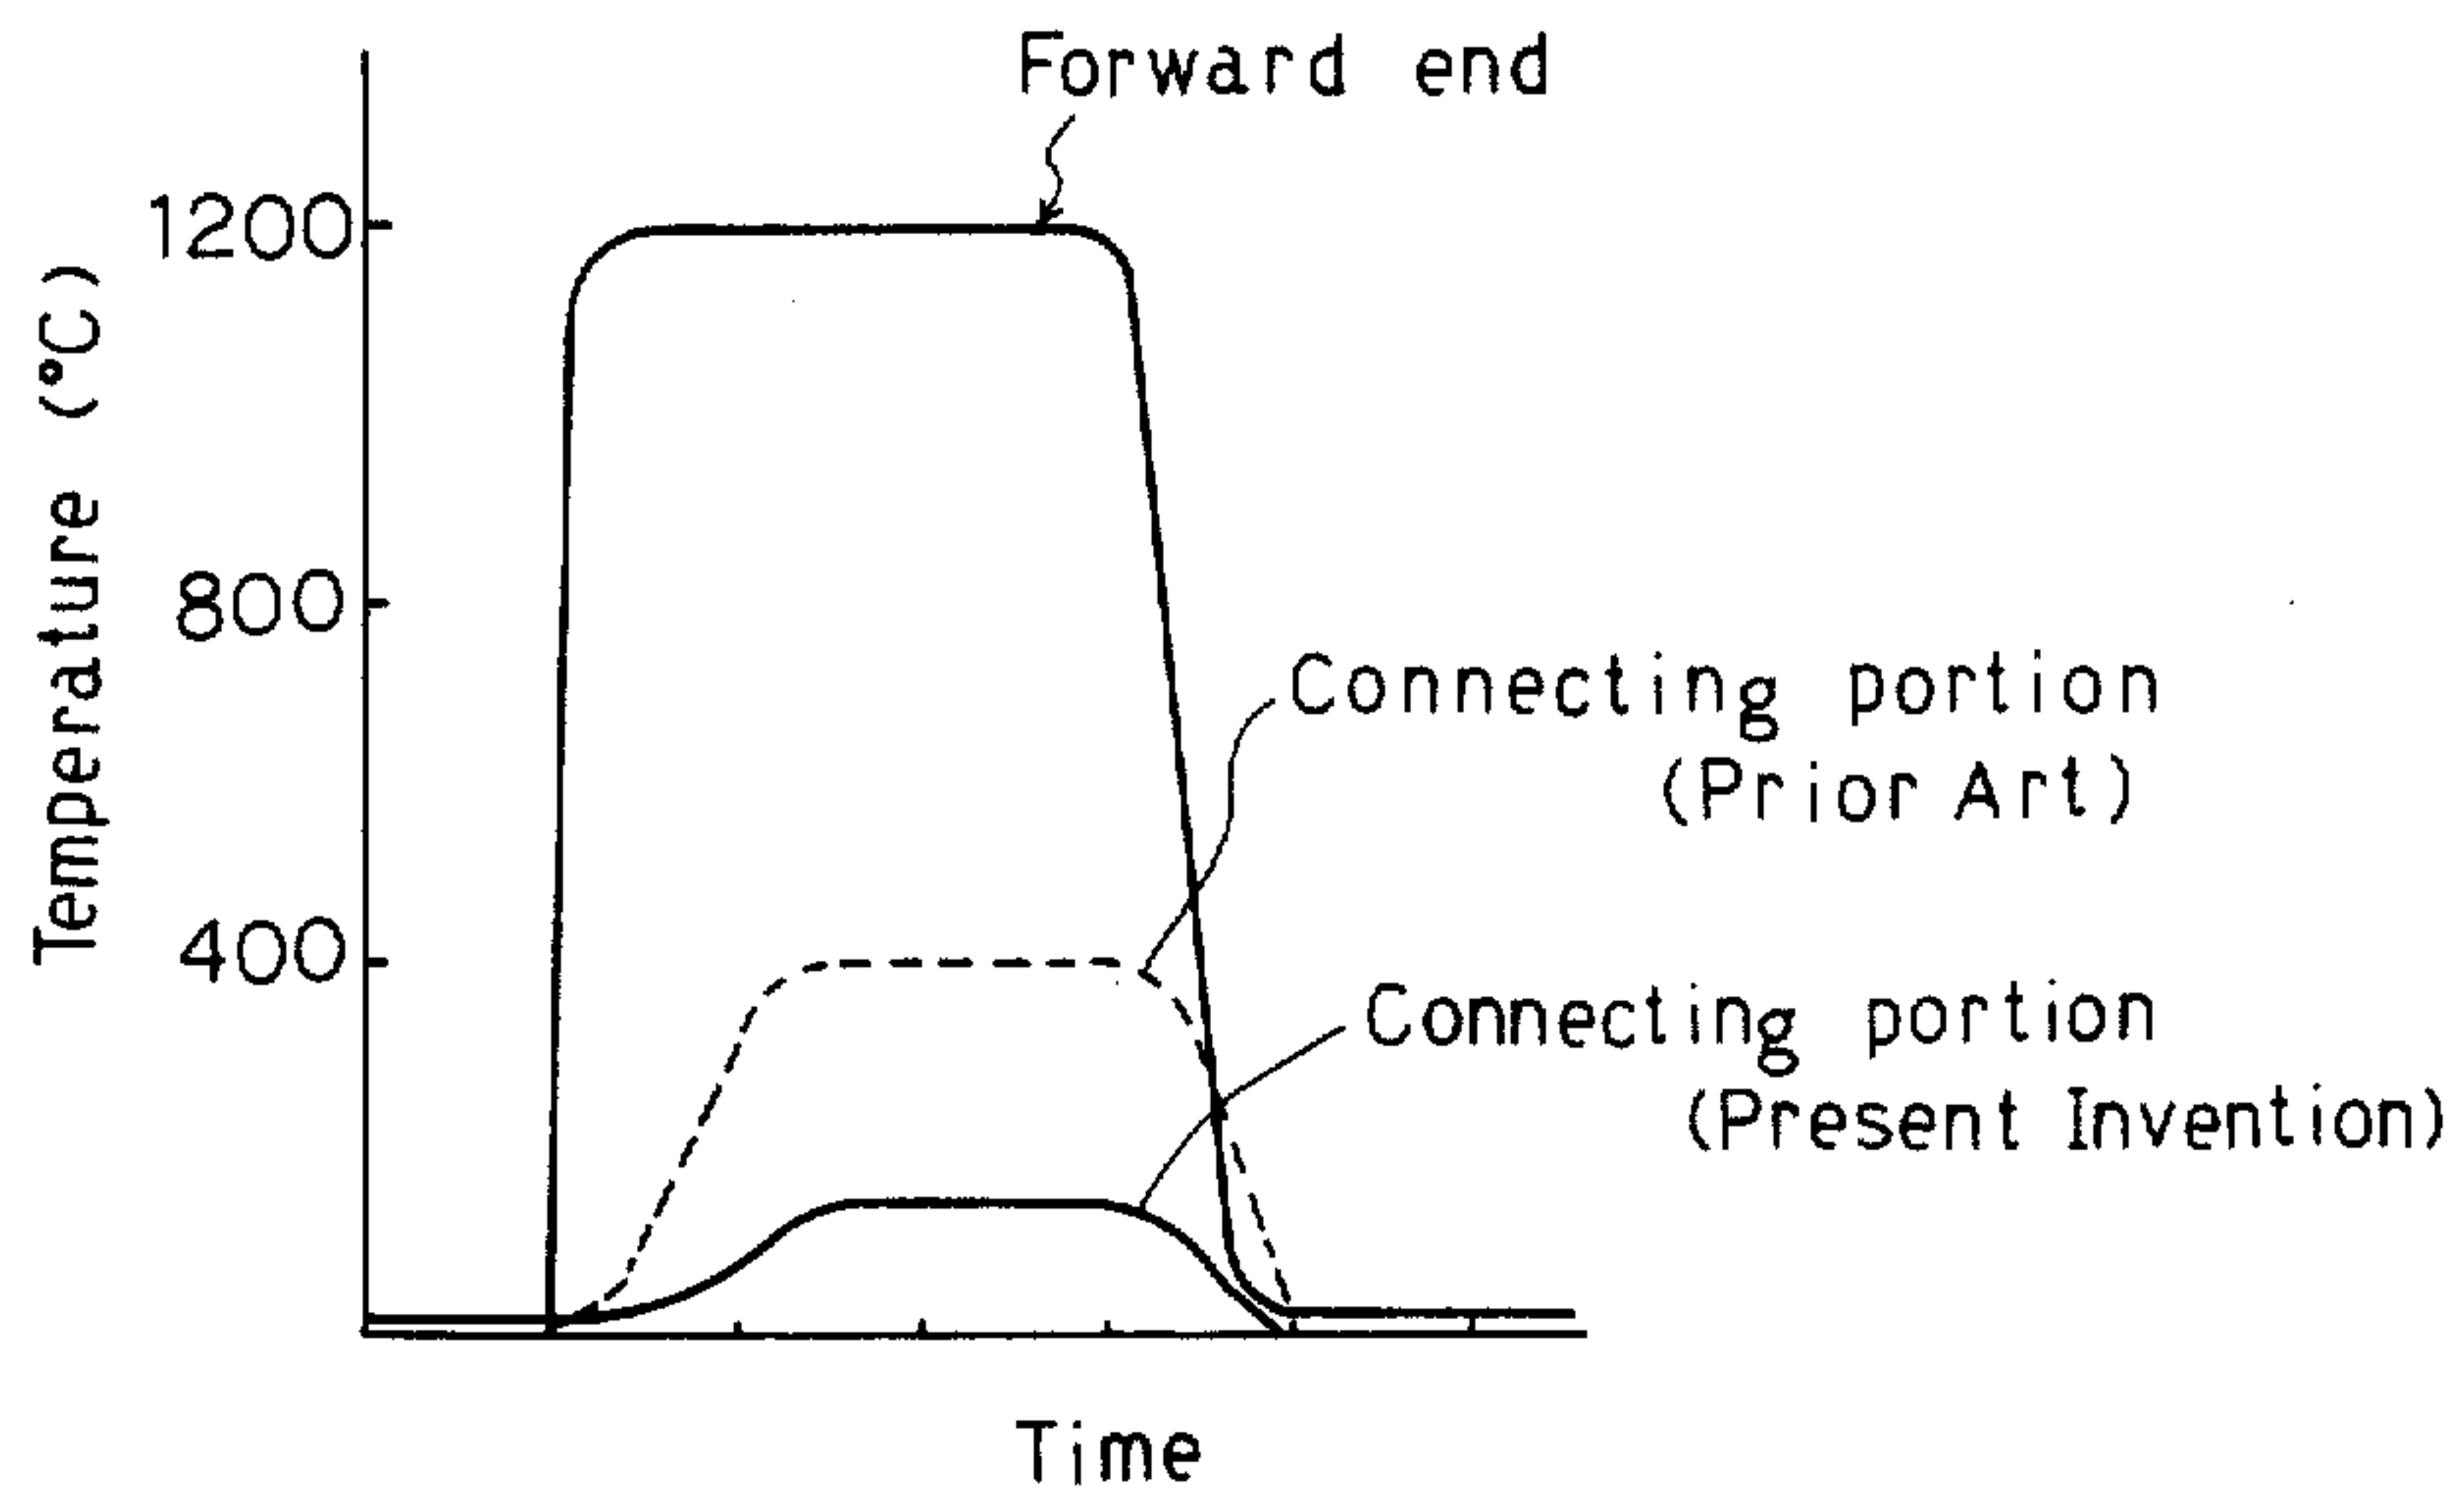 Forward end
1200
800
400
Temperature (°C)
Connecting portion
(Prior Art)
Connecting portion
(Present Invention)
Time